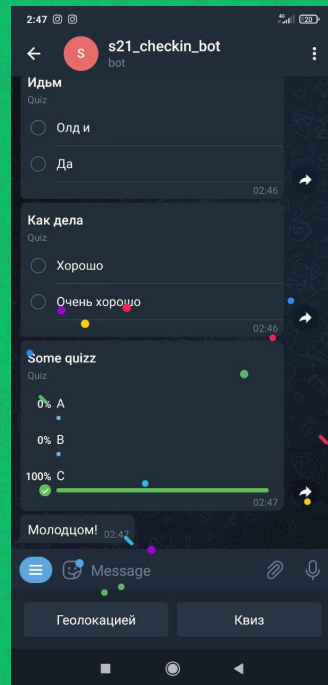 2:47
4G
20
S
s21_checkin_bot
bot
Идьм
Quiz
Олд и
Да
02:46
Как дела
Quiz
Хорошо
Очень хорошо
02:46
Some quizz
Quiz
0% A
0% B
100% C
02:47
Молодцом! 02:47
Message
Геолокацией
Квиз